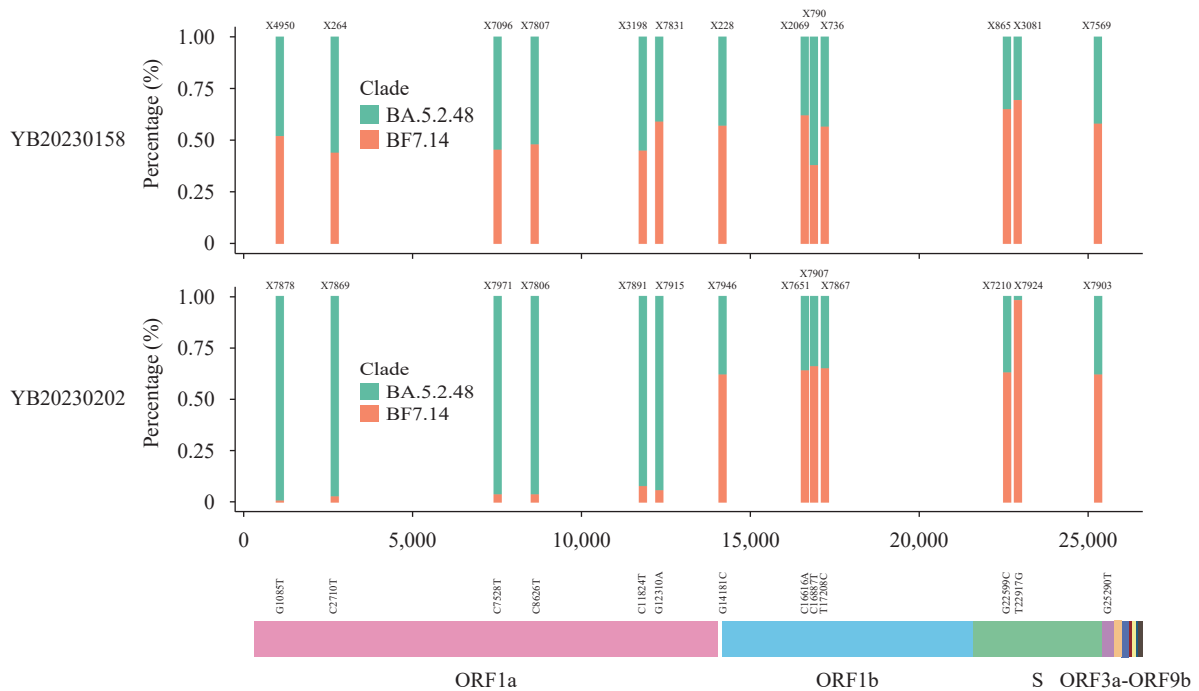 X4950 X264 X7096 X7807 X3198 X7831 X228 X2069 X790 X736 X865 X3081 X7569
YB20230158
Percentage (%)
1.00
0.75
0.50
0.25
0
Clade
BA.5.2.48
BF7.14
X7878 X7869 X7971 X7806 X7891 X7915 X7946 X7651 X7907 X7867 X7210 X7924 X7903
YB20230202
Percentage (%)
1.00
0.75
0.50
0.25
0
Clade
BA.5.2.48
BF7.14
0 5,000 10,000 15,000 20,000 25,000
G1085T C2710T C7528T C8626T C11824T G12310A G14181C C16616A C16887T T17208C G22599C T22917G G25290T
ORF1a ORF1b S ORF3a-ORF9b